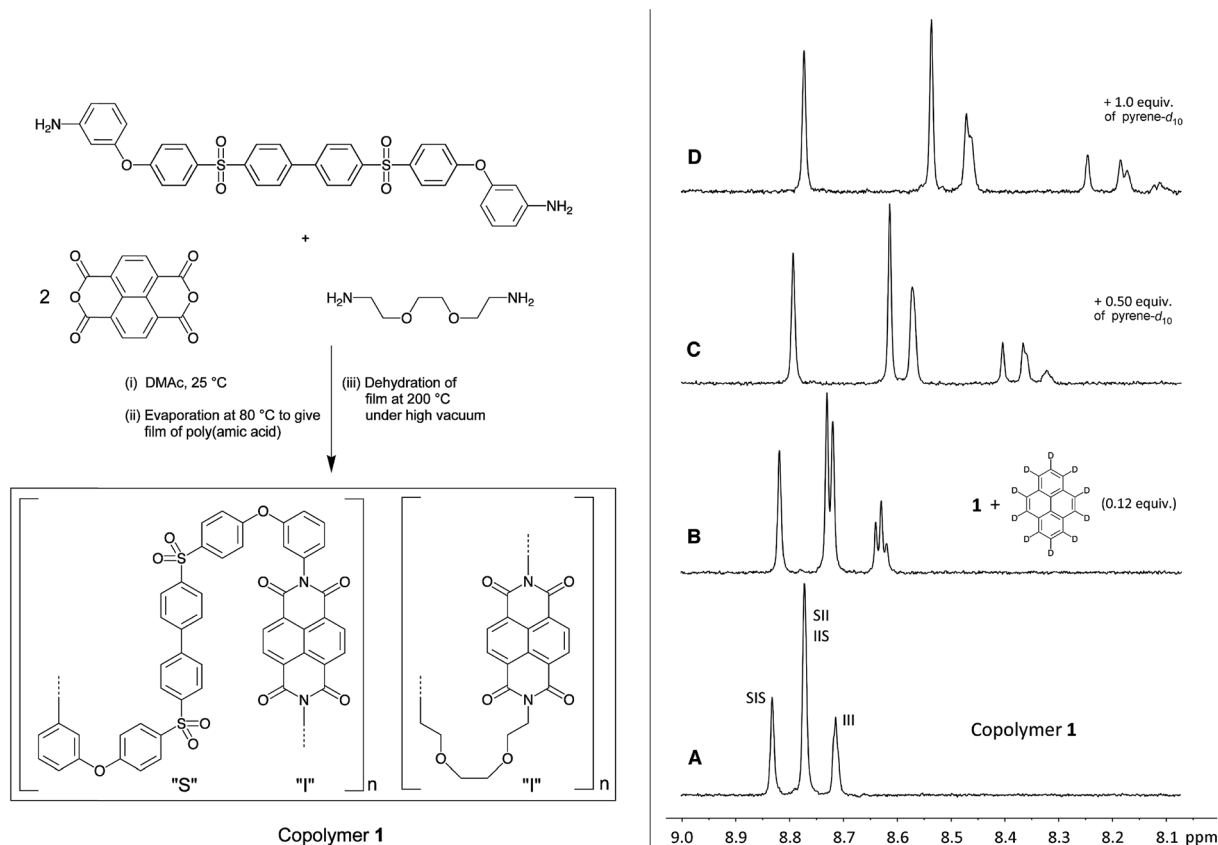 H₂N
O
O
S
O
O
S
O
O
NH₂
+
2
O
O
O
O
O
O
H₂N
O
O
NH₂
(i) DMAc, 25 °C
(ii) Evaporation at 80 °C to give
film of poly(amic acid)
(iii) Dehydration of
film at 200 °C
under high vacuum
O
O
S
O
O
N
O
O
O
N
O
S
O
O
O
"S"
"I"
n
N
O
O
O
N
O
O
O
"I"
n
Copolymer 1
D
+ 1.0 equiv.
of pyrene-d₁₀
C
+ 0.50 equiv.
of pyrene-d₁₀
B
1 +
D
D
D
D
D
D
D
D
D
D
(0.12 equiv.)
A
SIS
SII
IIS
III
Copolymer 1
9.0 8.9 8.8 8.7 8.6 8.5 8.4 8.3 8.2 8.1 ppm